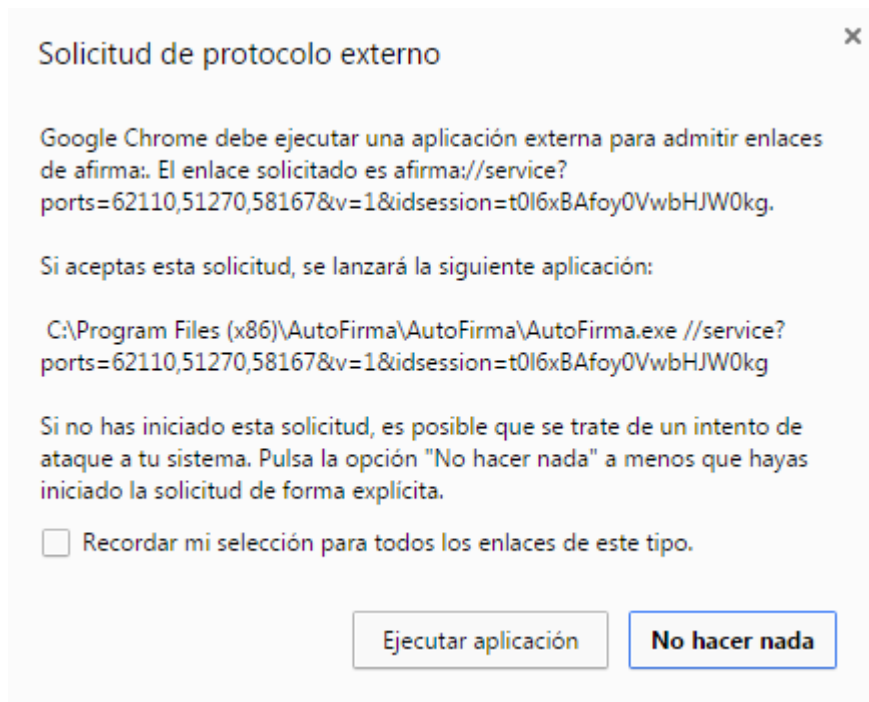 Solicitud de protocolo externo
Google Chrome debe ejecutar una aplicación externa para admitir enlaces
de afirma:. El enlace solicitado es afirma://service?
ports=62110,51270,58167&v=1&idsession=t0I6xBAfoy0VwbHJW0kg.
Si aceptas esta solicitud, se lanzará la siguiente aplicación:
C:\Program Files (x86)\AutoFirma\AutoFirma\AutoFirma.exe //service?
ports=62110,51270,58167&v=1&idsession=t0I6xBAfoy0VwbHJW0kg
Si no has iniciado esta solicitud, es posible que se trate de un intento de
ataque a tu sistema. Pulsa la opción "No hacer nada" a menos que hayas
iniciado la solicitud de forma explícita.
Recordar mi selección para todos los enlaces de este tipo.
Ejecutar aplicación
No hacer nada